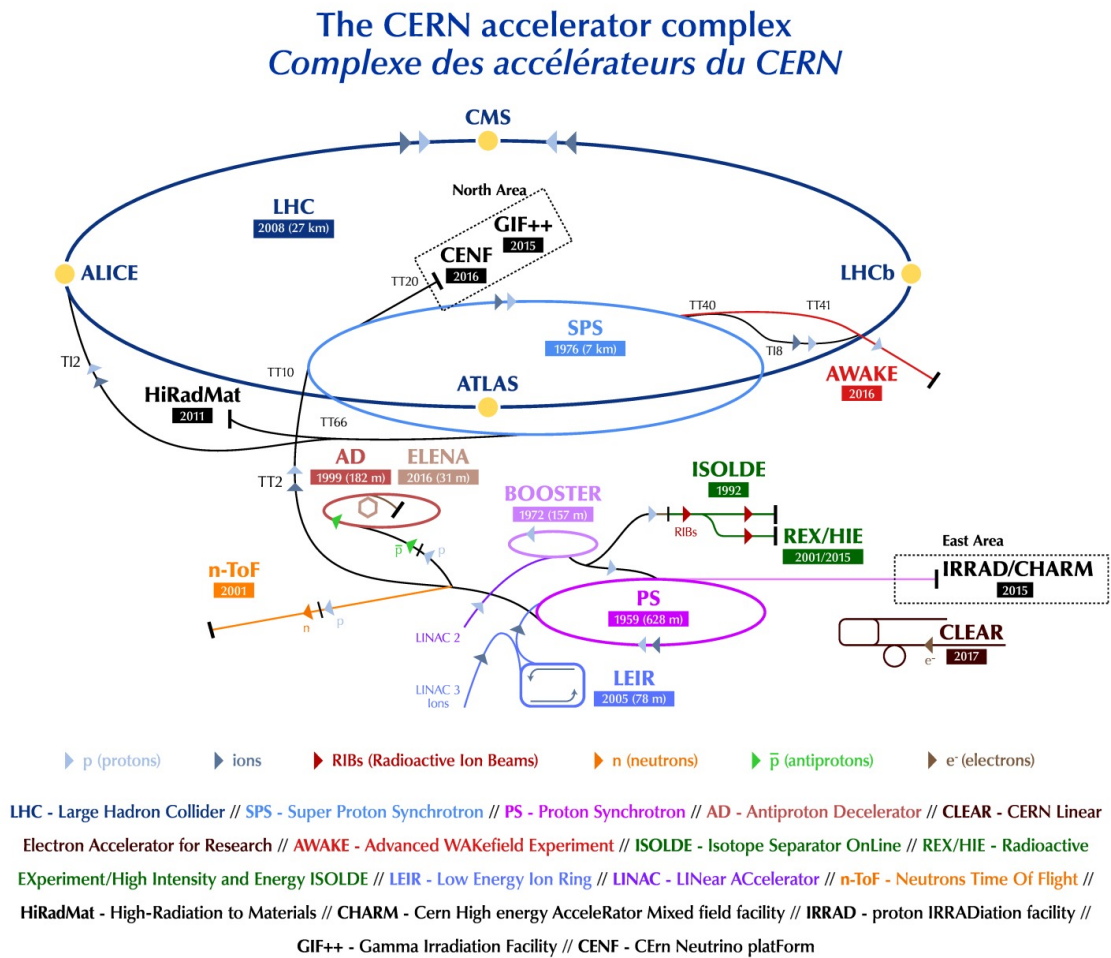 The CERN accelerator complex
Complexe des accélérateurs du CERN
CMS
North Area
LHC
2008 (27 km)
GIF++
2015
CENF
2016
ALICE
LHCb
TT20
TT40
TT41
SPS
1976 (7 km)
TI8
TI2
TT10
AWAKE
2016
ATLAS
HiRadMat
2011
TT66
AD
1999 (182 m)
ELENA
2016 (31 m)
TT2
ISOLDE
1992
BOOSTER
1972 (157 m)
RIBs
REX/HIE
2001/2015
p̅
p
East Area
IRRAD/CHARM
2015
n-ToF
2001
n
p
PS
1959 (628 m)
LINAC 2
CLEAR
2017
e⁻
LEIR
2005 (78 m)
LINAC 3
Ions
p (protons)
ions
RIBs (Radioactive Ion Beams)
n (neutrons)
p̅ (antiprotons)
e⁻ (electrons)
LHC - Large Hadron Collider // SPS - Super Proton Synchrotron // PS - Proton Synchrotron // AD - Antiproton Decelerator // CLEAR - CERN Linear
Electron Accelerator for Research // AWAKE - Advanced WAKefield Experiment // ISOLDE - Isotope Separator OnLine // REX/HIE - Radioactive
EXperiment/High Intensity and Energy ISOLDE // LEIR - Low Energy Ion Ring // LINAC - LINear ACcelerator // n-ToF - Neutrons Time Of Flight //
HiRadMat - High-Radiation to Materials // CHARM - Cern High energy AcceleRator Mixed field facility // IRRAD - proton IRRADiation facility //
GIF++ - Gamma Irradiation Facility // CENF - CErn Neutrino platForm